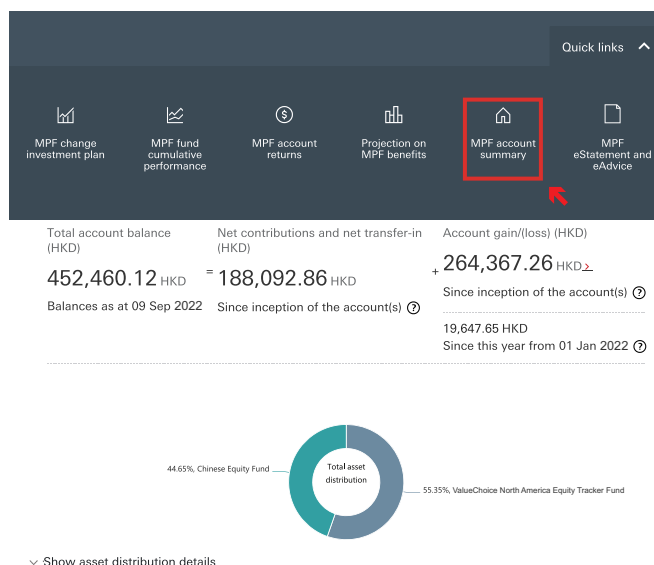 Quick links
MPF change
investment plan
MPF fund
cumulative
performance
MPF account
returns
Projection on
MPF benefits
MPF account
summary
MPF
eStatement and
eAdvice
Total account balance
(HKD)
452,460.12 HKD
Balances as at 09 Sep 2022
=
Net contributions and net transfer-in
(HKD)
188,092.86 HKD
Since inception of the account(s) ?
+
Account gain/(loss) (HKD)
264,367.26 HKD >
Since inception of the account(s) ?
19,647.65 HKD
Since this year from 01 Jan 2022 ?
44.65%, Chinese Equity Fund
Total asset
distribution
55.35%, ValueChoice North America Equity Tracker Fund
Show asset distribution details